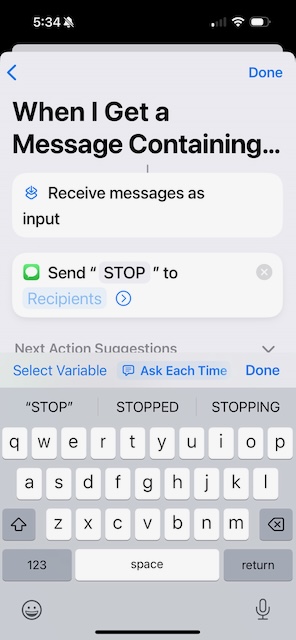 5:34
Done
When I Get a
Message Containing...
Receive messages as
input
Send “ STOP ” to
Recipients
Next Action Suggestions
Select Variable Ask Each Time Done
“STOP” STOPPED STOPPING
q w e r t y u i o p
a s d f g h j k l
z x c v b n m
123 space return